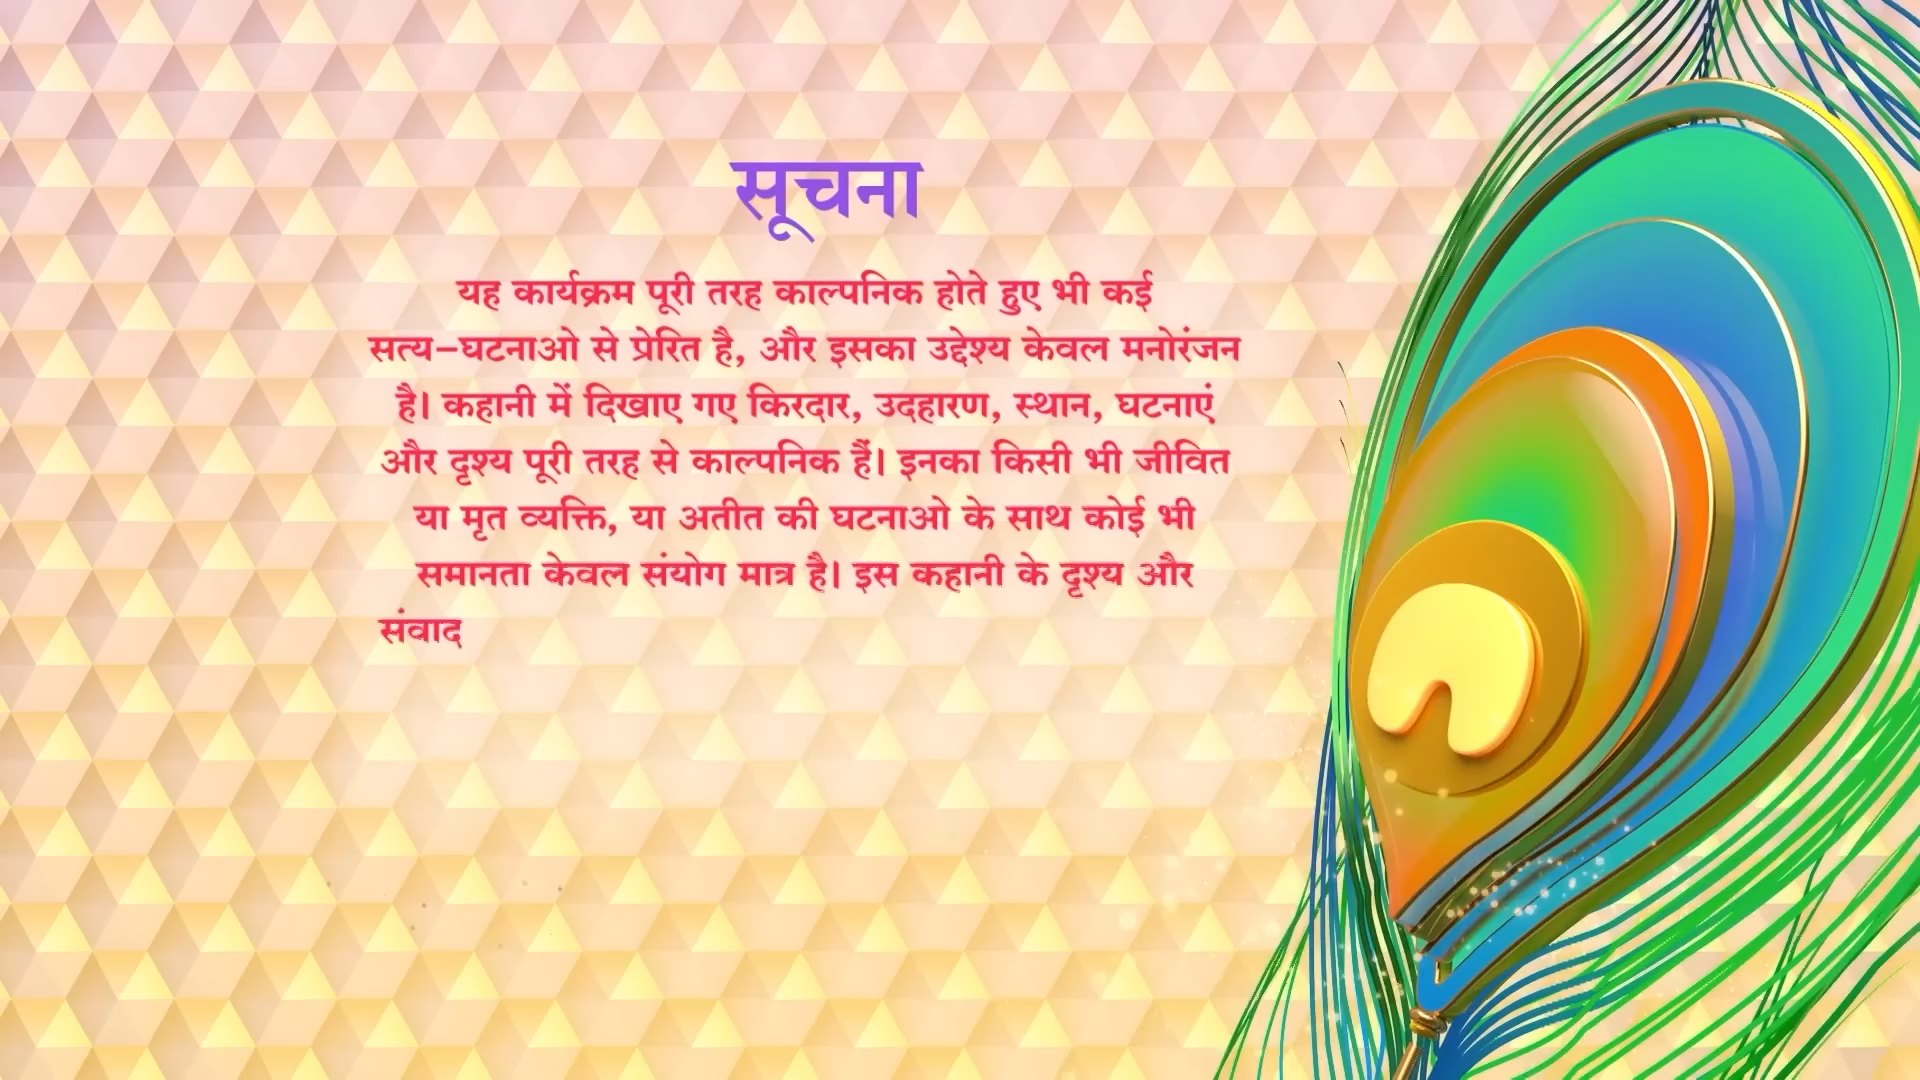 सूचना
यह कार्यक्रम पूरी तरह काल्पनिक होते हुए भी कई
सत्य-घटनाओ से प्रेरित है, और इसका उद्देश्य केवल मनोरंजन
है। कहानी में दिखाए गए किरदार, उदहारण, स्थान, घटनाएं
और दृश्य पूरी तरह से काल्पनिक हैं। इनका किसी भी जीवित
या मृत व्यक्ति, या अतीत की घटनाओ के साथ कोई भी
समानता केवल संयोग मात्र है। इस कहानी के दृश्य और
संवाद